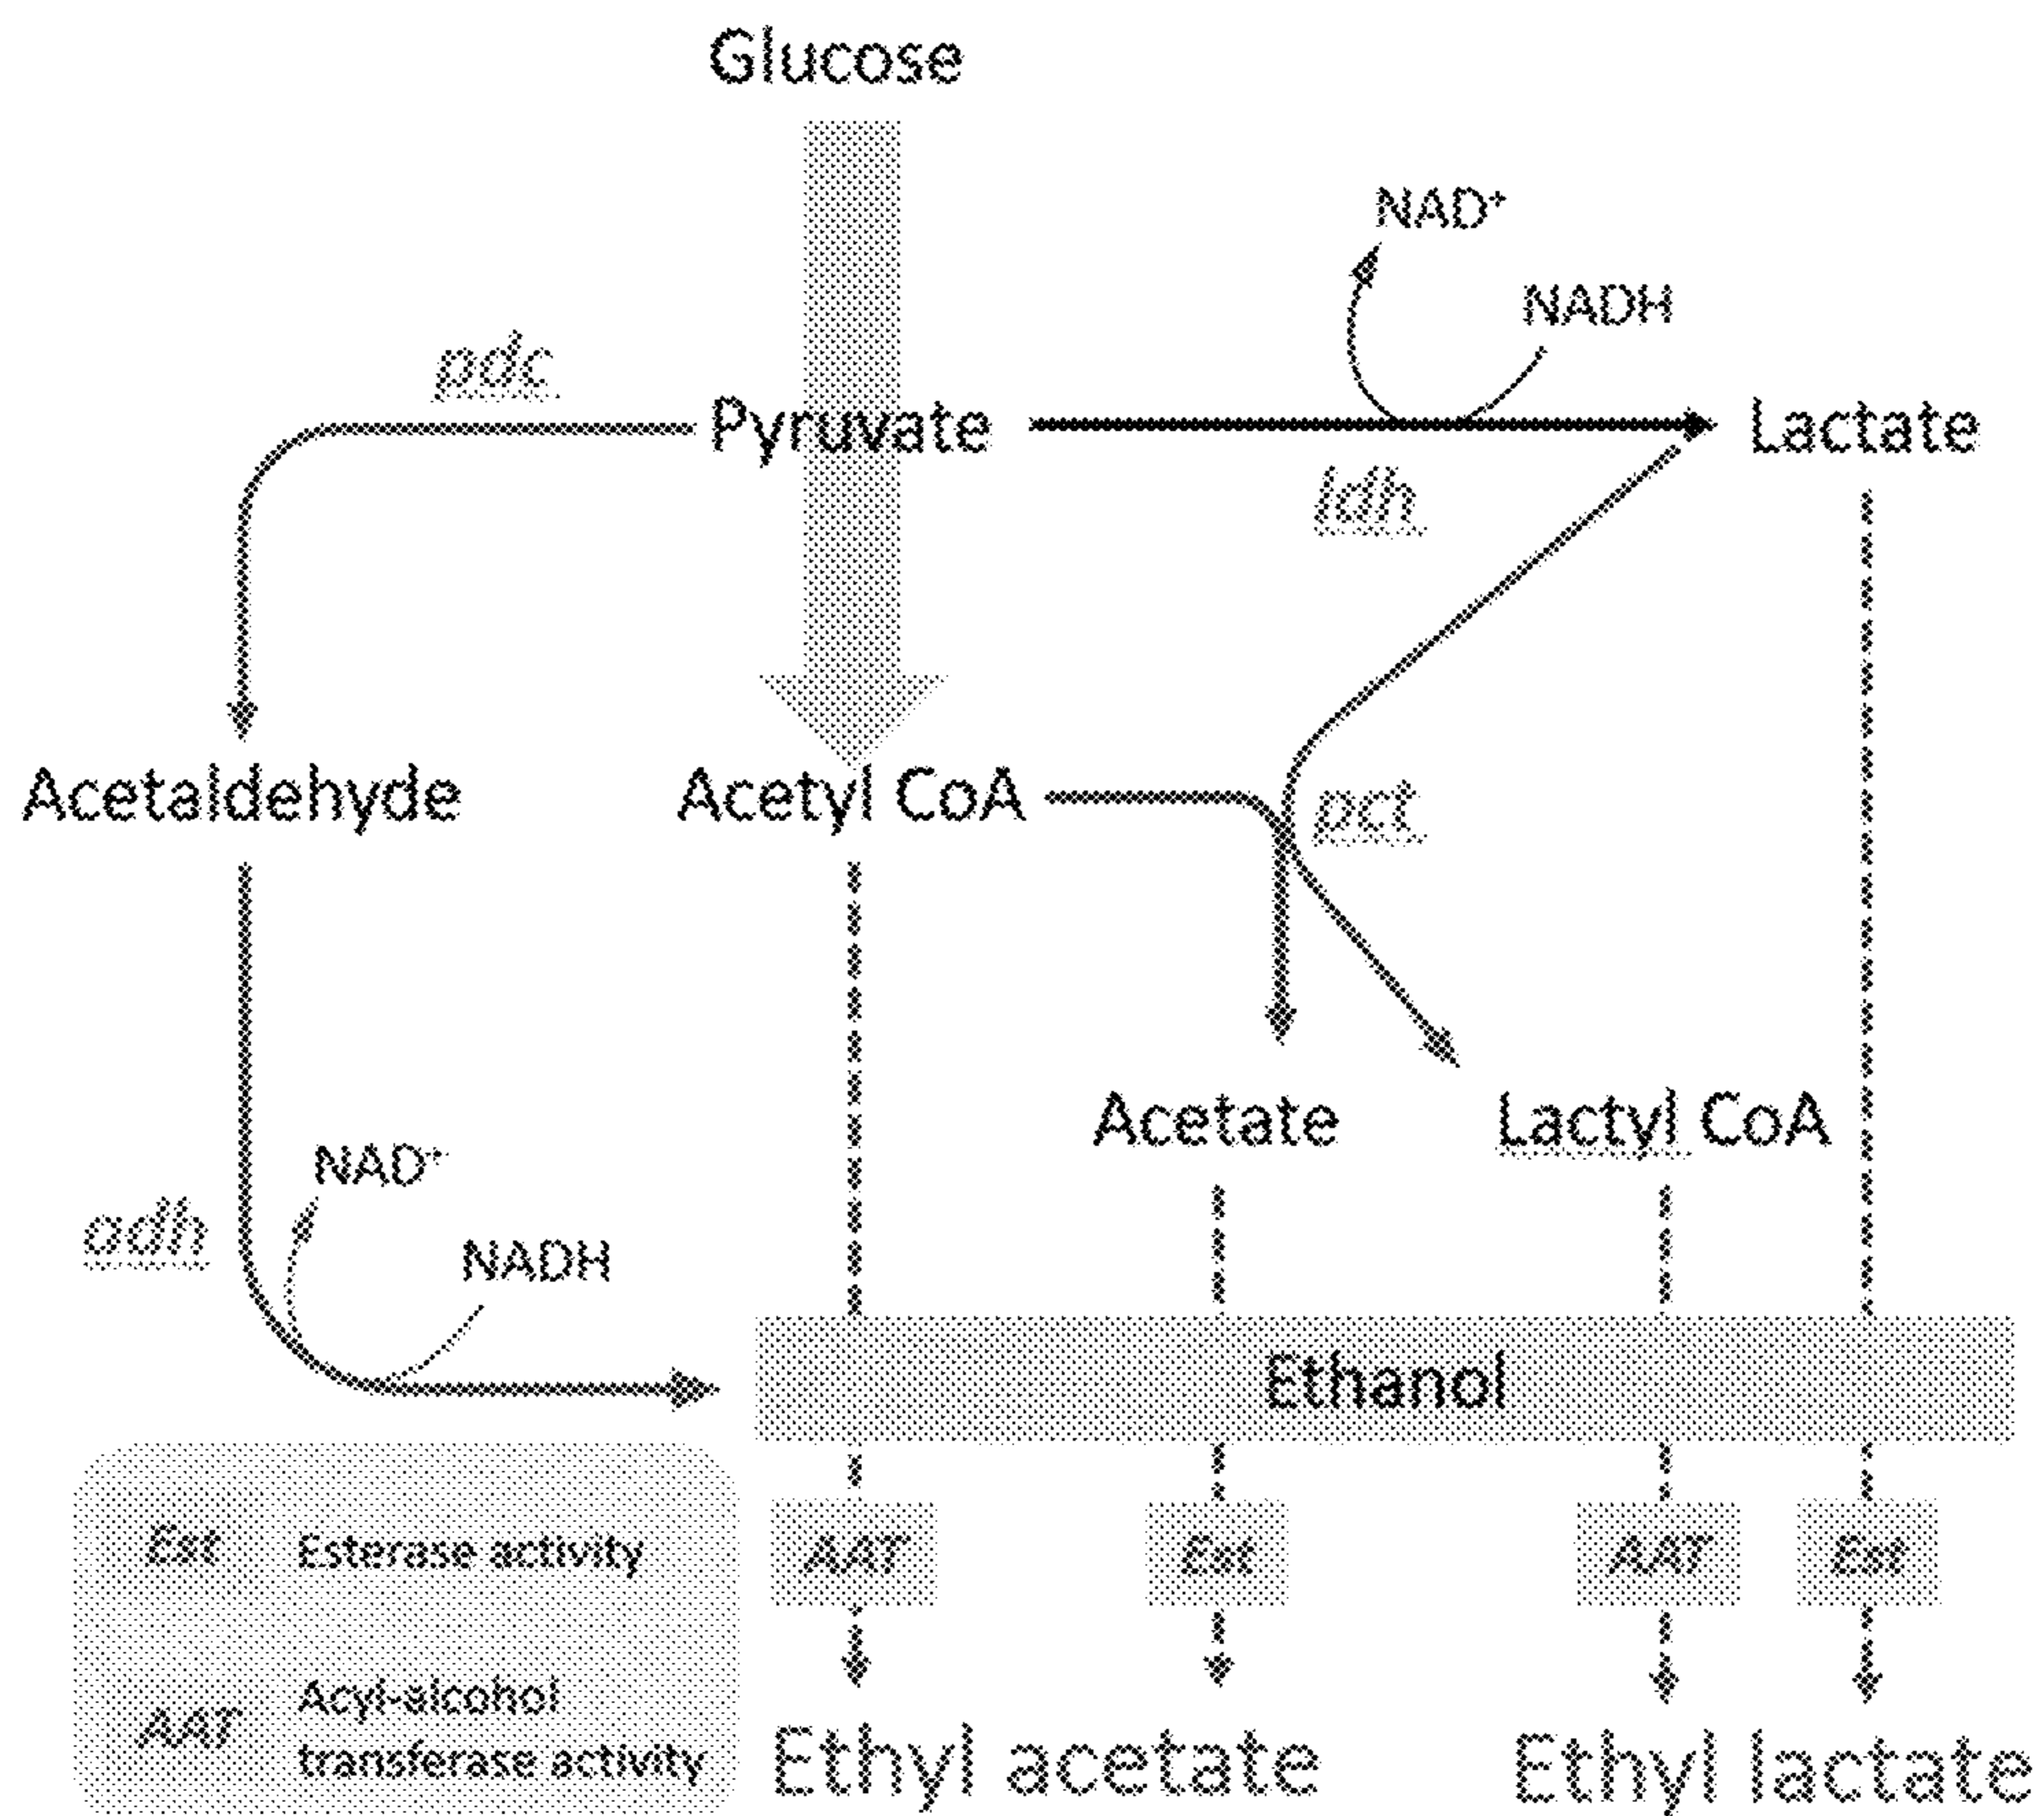 Glucose
NAD⁺
NADH
pdc
Pyruvate
Lactate
ldh
Acetaldehyde
Acetyl CoA
pct
Acetate
Lactyl CoA
NAD⁺
adh
NADH
Ethanol
Est
Esterase activity
AAT
Est
AAT
Est
AAT
Acyl-alcohol
transferase activity
Ethyl acetate
Ethyl lactate